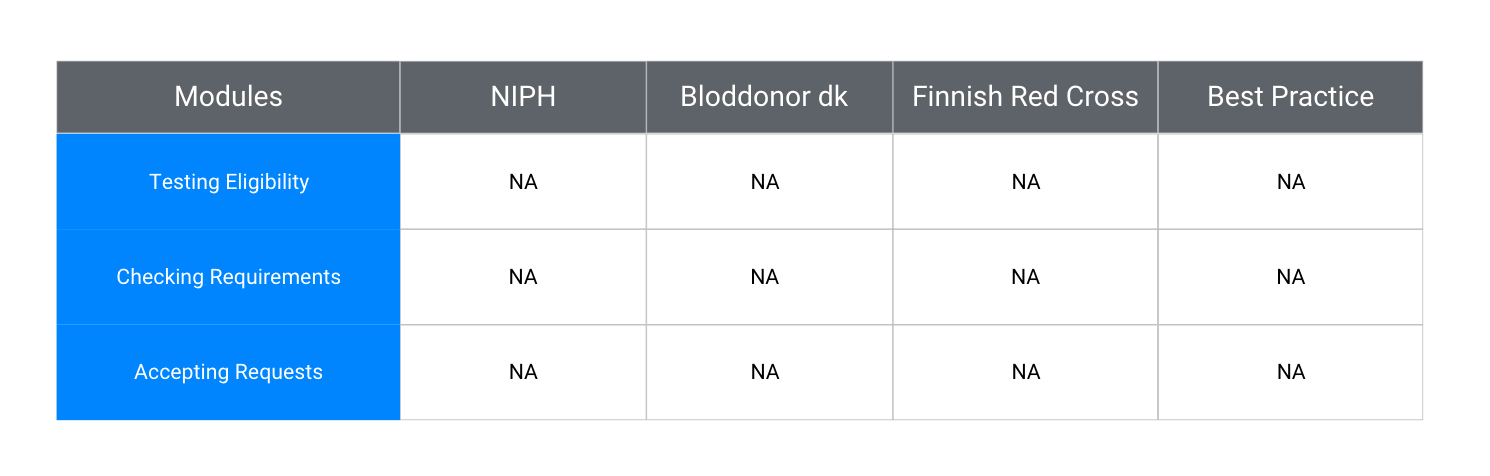 Modules NIPH Bloddonor dk Finnish Red Cross Best Practice
Testing Eligibility NA NA NA NA
Checking Requirements NA NA NA NA
Accepting Requests NA NA NA NA